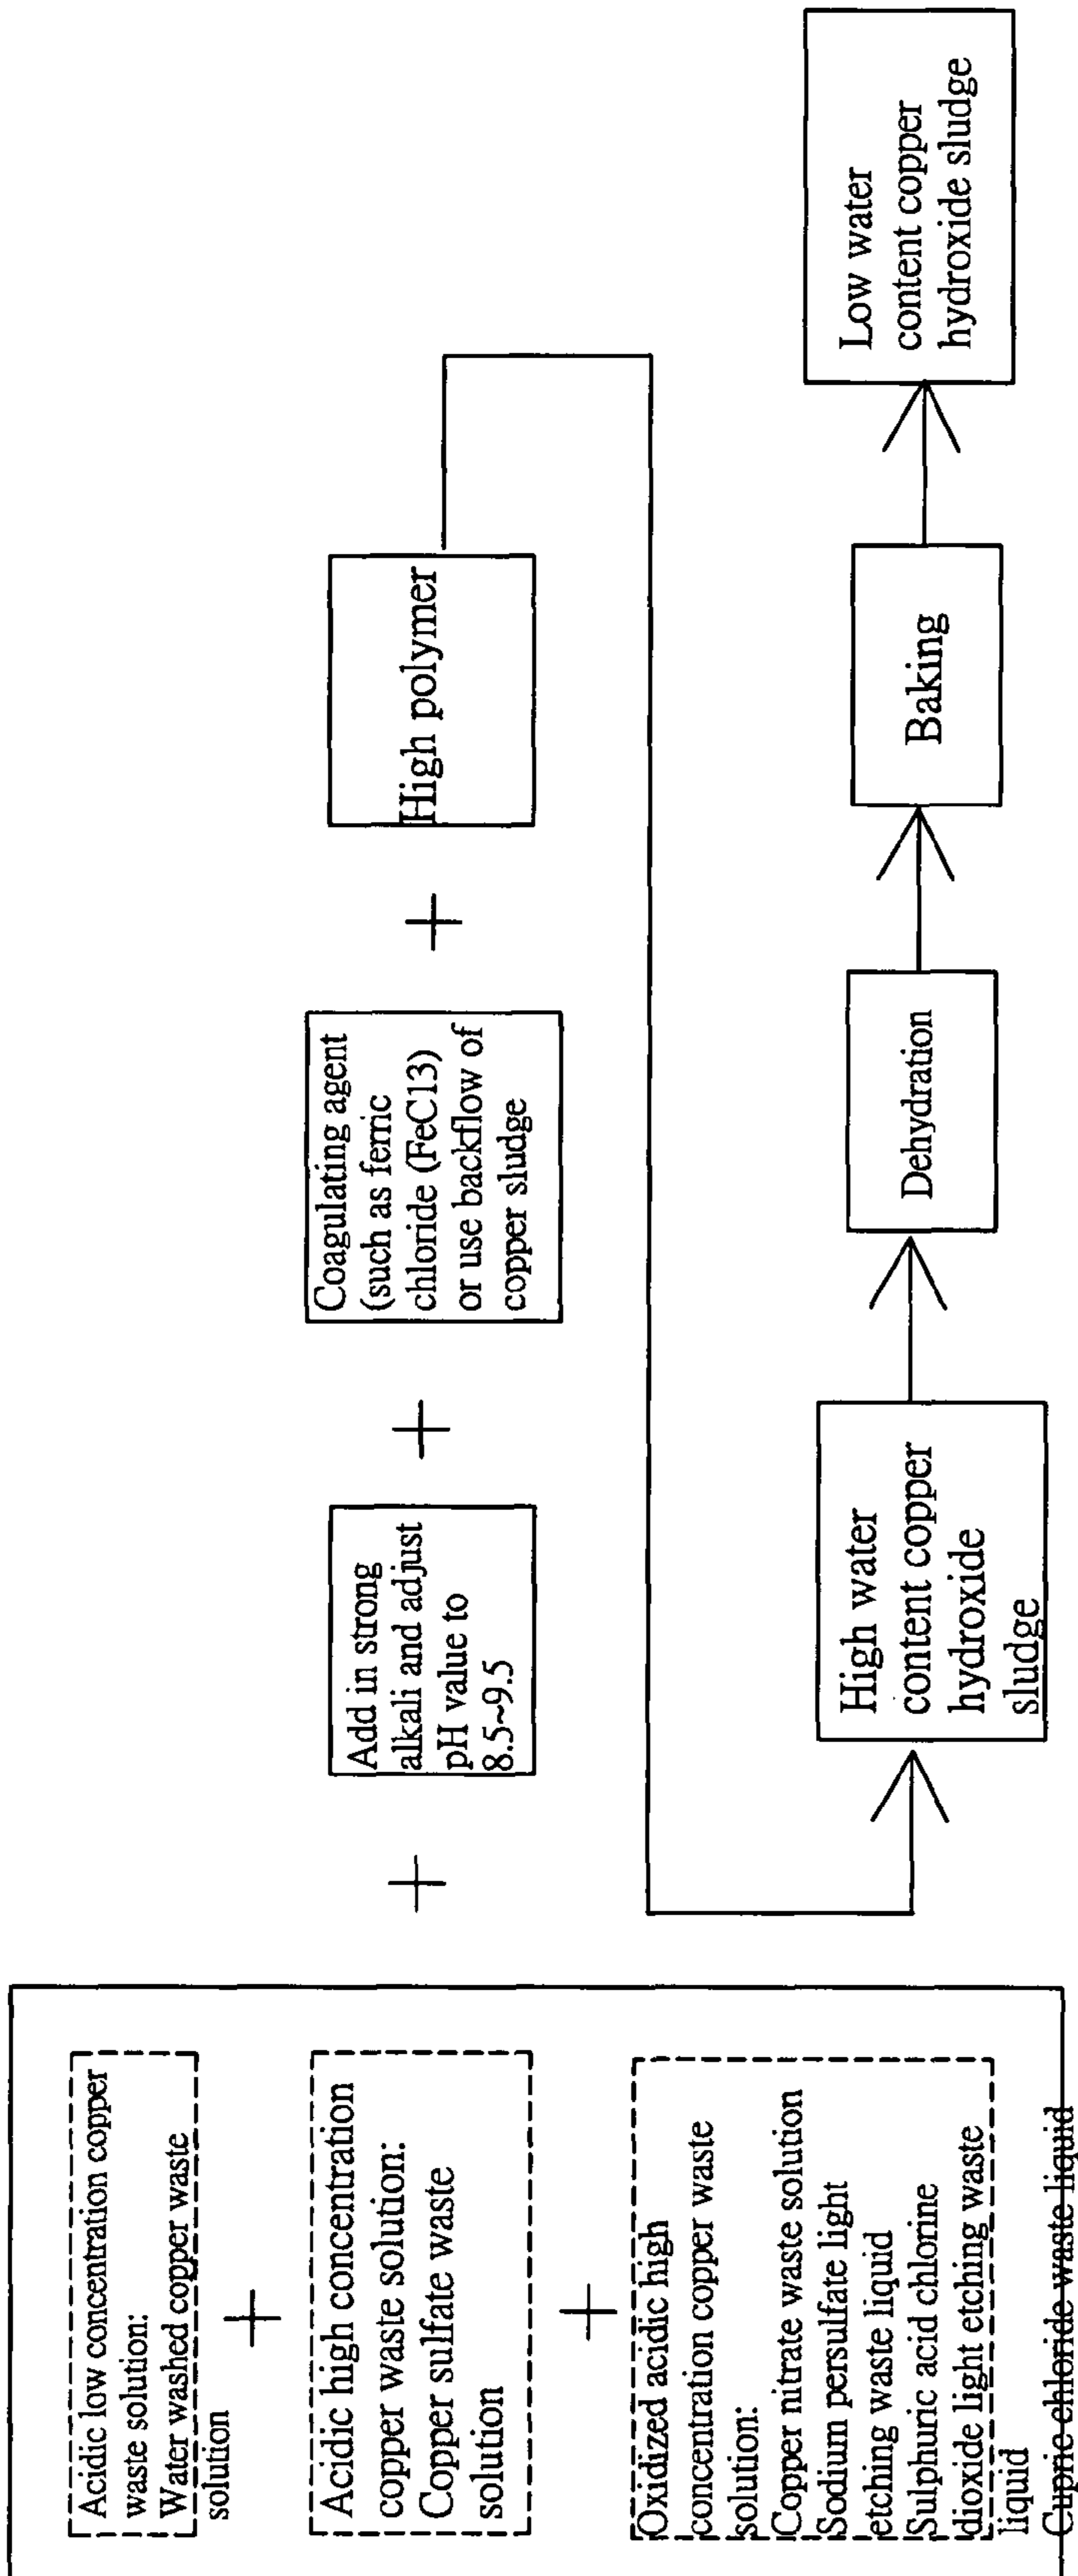 Acidic low concentration copper
waste solution:
Water washed copper waste
solution
+
Acidic high concentration
copper waste solution:
Copper sulfate waste
solution
+
Oxidized acidic high
concentration copper waste
solution:
Copper nitrate waste solution
Sodium persulfate light
etching waste liquid
Sulphuric acid chlorine
dioxide light etching waste
liquid
Cupric chloride waste liquid
+
Add in strong
alkali and adjust
pH value to
8.5~9.5
+
Coagulating agent
(such as ferric
chloride (FeC13)
or use backflow of
copper sludge
+
High polymer
High water
content copper
hydroxide
sludge
Dehydration
Baking
Low water
content copper
hydroxide sludge